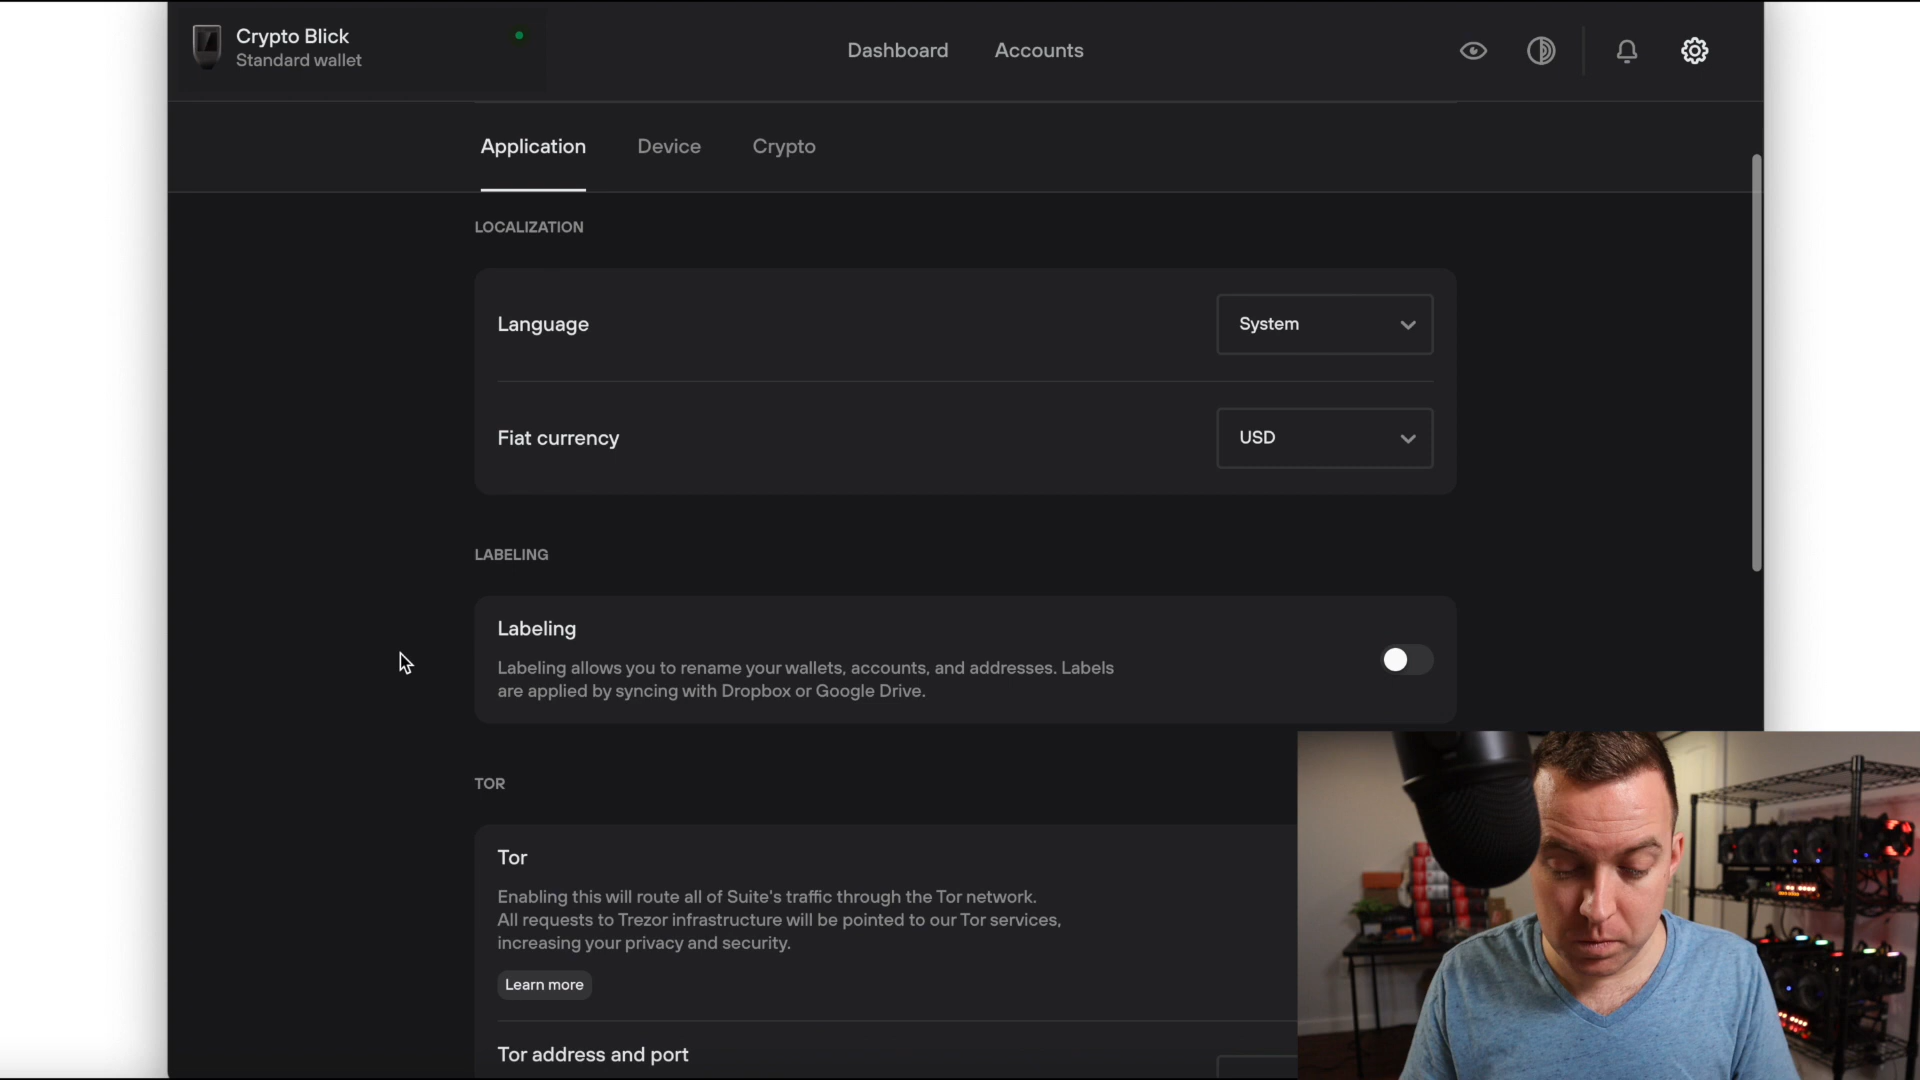 Crypto Blick
Standard wallet
Dashboard
Accounts
Application
Device
Crypto
LOCALIZATION
Language
System
Fiat currency
USD
LABELING
Labeling
Labeling allows you to rename your wallets, accounts, and addresses. Labels
are applied by syncing with Dropbox or Google Drive.
TOR
Tor
Enabling this will route all of Suite's traffic through the Tor network.
All requests to Trezor infrastructure will be pointed to our Tor services,
increasing your privacy and security.
Learn more
Tor address and port